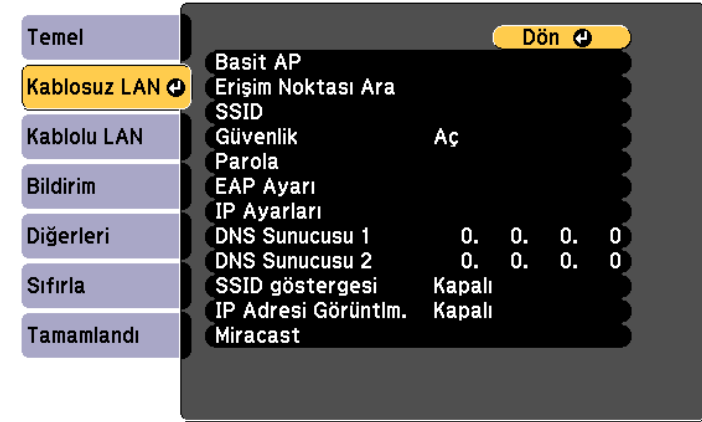 Temel
Kablosuz LAN
Kablolu LAN
Bildirim
Diğerleri
Sıfırla
Tamamlandı
Dön
Basit AP
Erişim Noktası Ara
SSID
Güvenlik Aç
Parola
EAP Ayarı
IP Ayarları
DNS Sunucusu 1 0. 0. 0. 0
DNS Sunucusu 2 0. 0. 0. 0
SSID göstergesi Kapalı
IP Adresi Görüntlm. Kapalı
Miracast